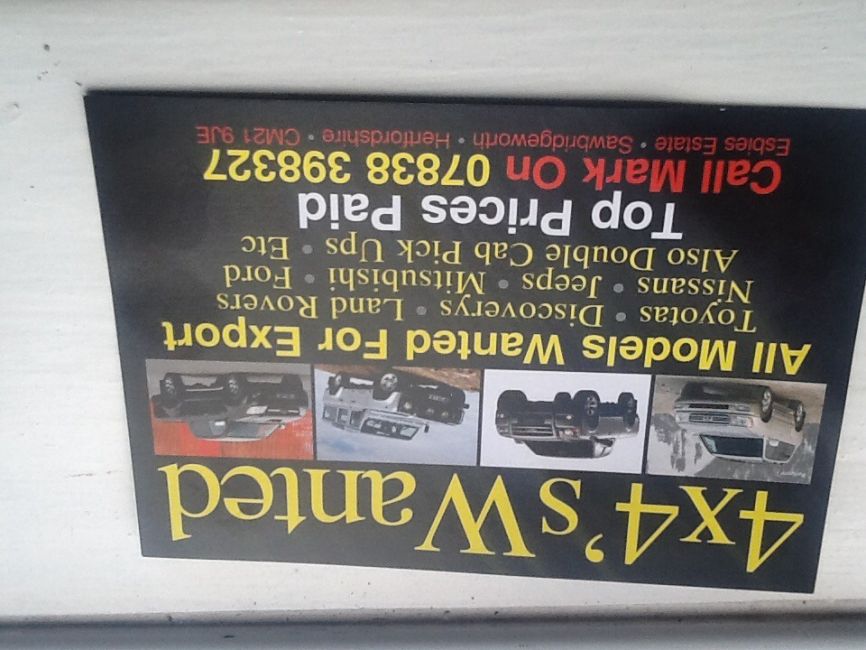 4x4'sWanted
All Models Wanted For Export
Toyotas • Discoverys • Land Rovers
Nissans • Jeeps • Mitsubishi • Ford
Also Double Cab Pick Ups • Etc
Top Prices Paid
Call Mark On 07838 398327
Esbies Estate • Sawbridgeworth • Hertfordshire • CM21 9JE